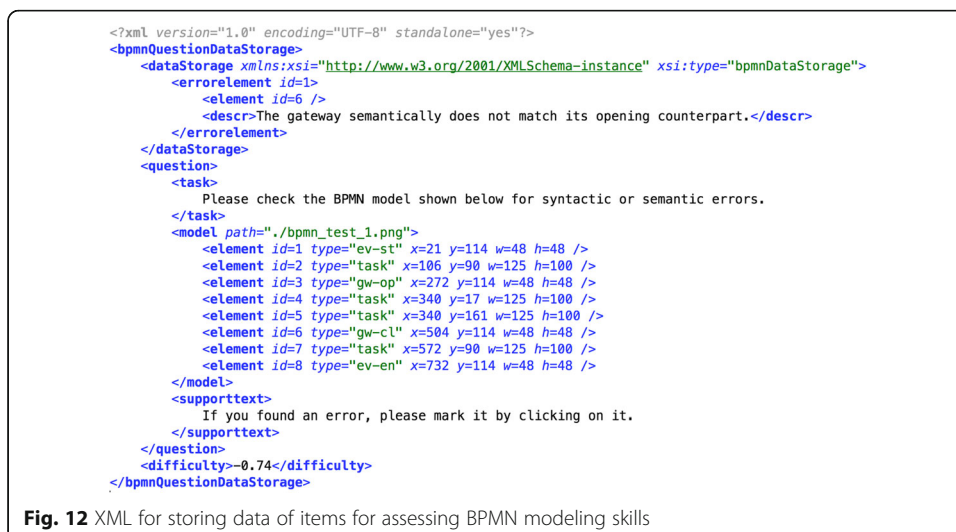 <?xml version="1.0" encoding="UTF-8" standalone="yes"?>
<bpmnQuestionDataStorage>
<dataStorage xmlns:xsi="http://www.w3.org/2001/XMLSchema-instance" xsi:type="bpmnDataStorage">
<errorelement id=1>
<element id=6 />
<descr>The gateway semantically does not match its opening counterpart.</descr>
</errorelement>
</dataStorage>
<question>
<task>
Please check the BPMN model shown below for syntactic or semantic errors.
</task>
<model path="./bpmn_test_1.png">
<element id=1 type="ev-st" x=21 y=114 w=48 h=48 />
<element id=2 type="task" x=106 y=90 w=125 h=100 />
<element id=3 type="gw-op" x=272 y=114 w=48 h=48 />
<element id=4 type="task" x=340 y=17 w=125 h=100 />
<element id=5 type="task" x=340 y=161 w=125 h=100 />
<element id=6 type="gw-cl" x=504 y=114 w=48 h=48 />
<element id=7 type="task" x=572 y=90 w=125 h=100 />
<element id=8 type="ev-en" x=732 y=114 w=48 h=48 />
</model>
<supporttext>
If you found an error, please mark it by clicking on it.
</supporttext>
</question>
<difficulty>-0.74</difficulty>
</bpmnQuestionDataStorage>
Fig. 12 XML for storing data of items for assessing BPMN modeling skills